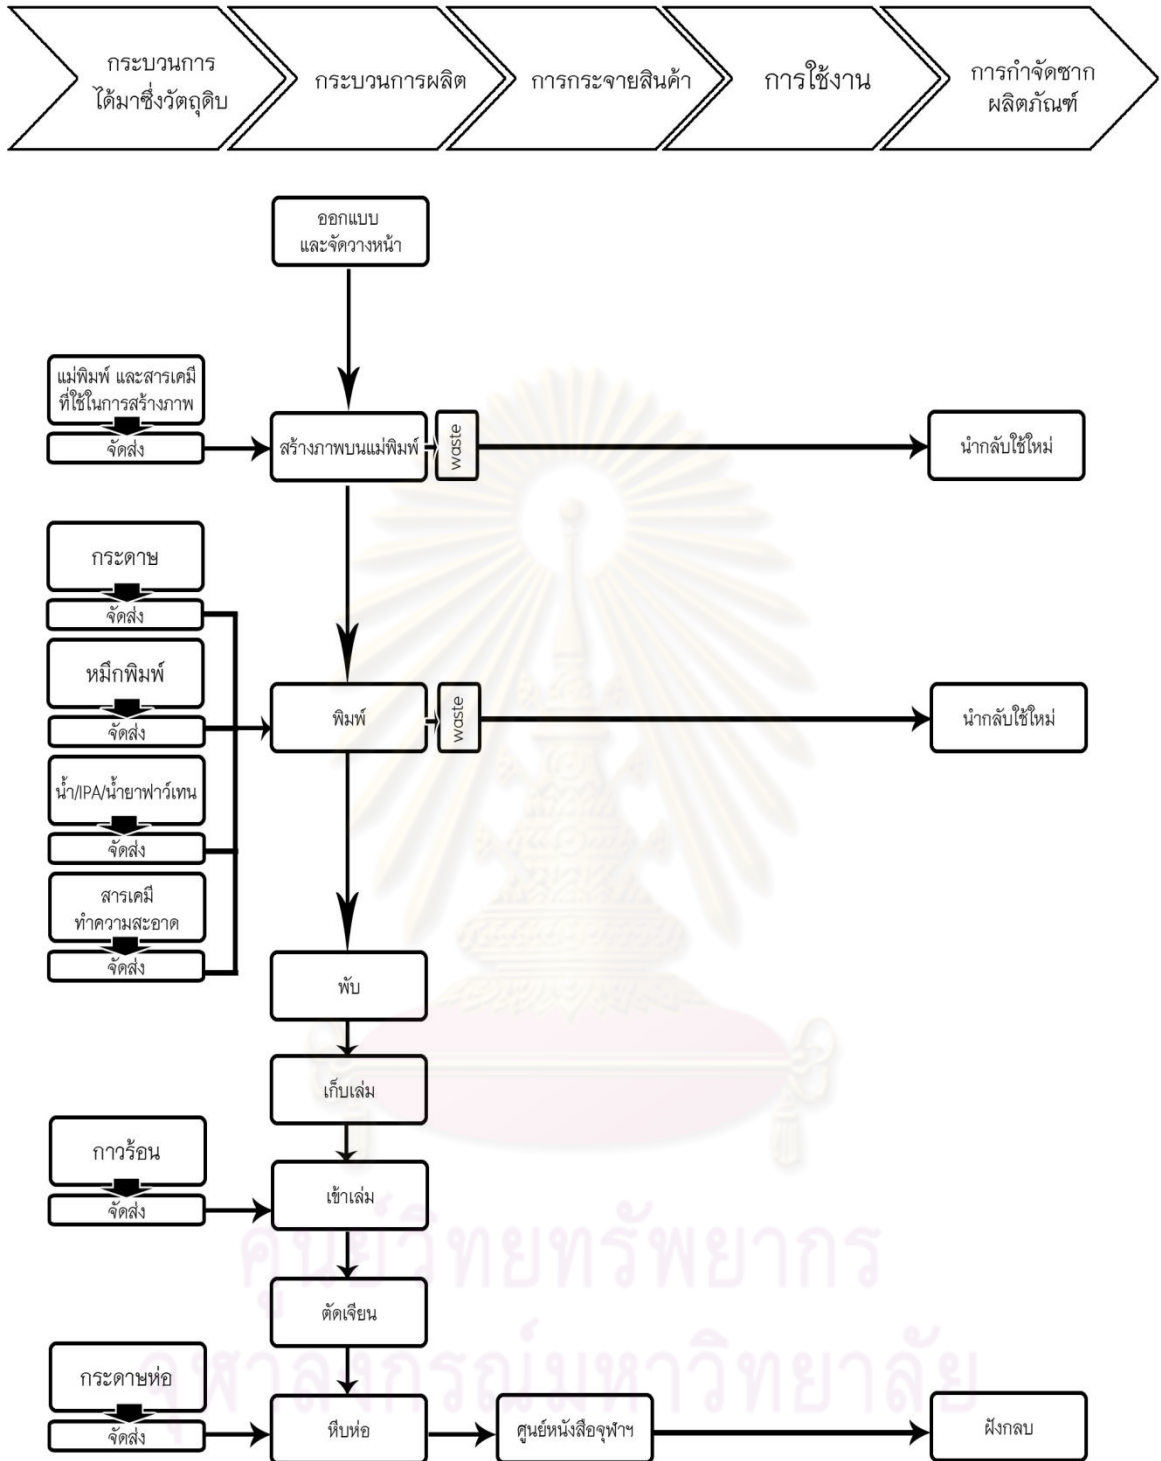 กระบวนการ
ได้มาซึ่งวัตถุดิบ
กระบวนการผลิต
การกระจายสินค้า
การใช้งาน
การกำจัดซาก
ผลิตภัณฑ์
ออกแบบ
และจัดวางหน้า
แม่พิมพ์ และสารเคมี
ที่ใช้ในการสร้างภาพ
จัดส่ง
สร้างภาพบนแม่พิมพ์
waste
นำกลับใช้ใหม่
กระดาษ
จัดส่ง
หมึกพิมพ์
จัดส่ง
พิมพ์
waste
นำกลับใช้ใหม่
น้ำ/IPA/น้ำยาฟาว์เทน
จัดส่ง
สารเคมี
ทำความสะอาด
จัดส่ง
พับ
เก็บเล่ม
กาวร้อน
จัดส่ง
เข้าเล่ม
ตัดเจียน
กระดาษห่อ
จัดส่ง
หีบห่อ
ศูนย์หนังสือจุฬาฯ
ฝังกลบ
ศูนย์วิทยทรัพยากร
จุฬาลงกรณ์มหาวิทยาลัย